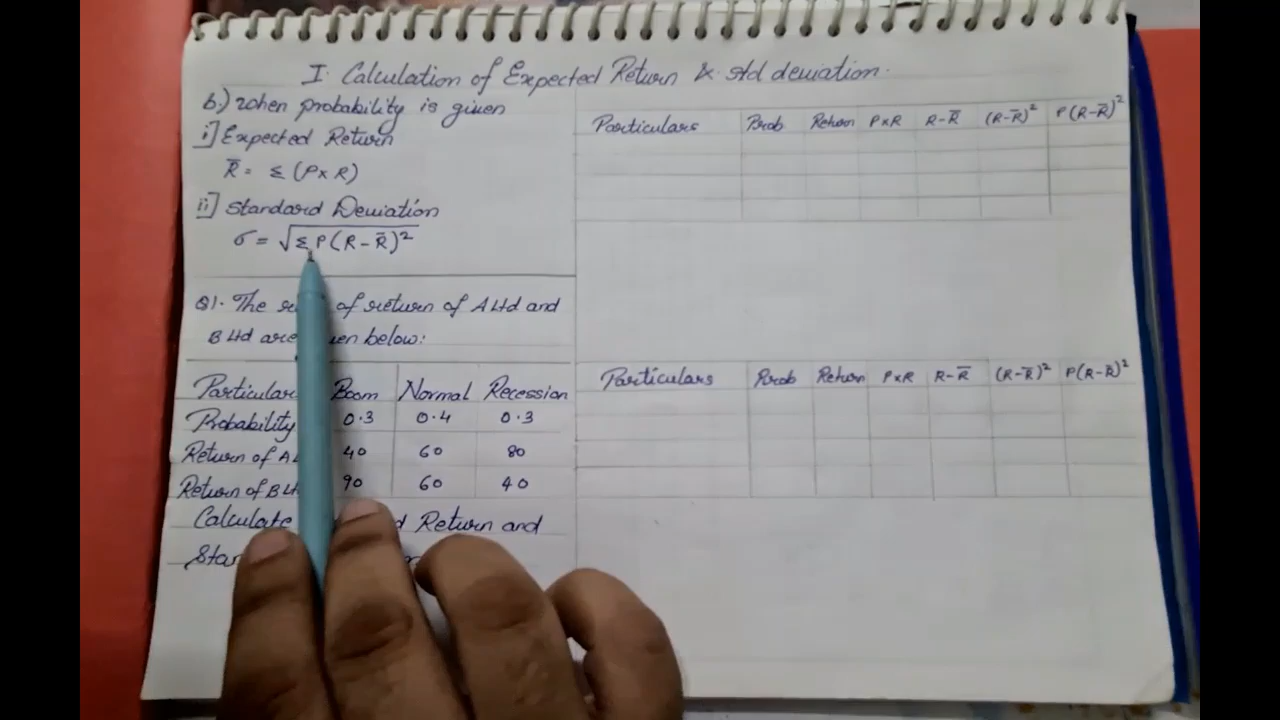 I. Calculation of Expected Return & std deviation.
b.) when probability is given
i] Expected Return
R̄ = Σ (P x R)
ii] Standard Deviation
σ = √ΣP(R-R̄)²
Q1. The of return of A Ltd and
B Ltd are below:
Particulars Boom Normal Recession
Probability 0.3 0.4 0.3
Return of A 40 60 80
Return of B 90 60 40
Calculate Return and
Particulars Prob Return PxR R-R̄ (R-R̄)² P(R-R̄)²
Particulars Prob Return PxR R-R̄ (R-R̄)² P(R-R̄)²